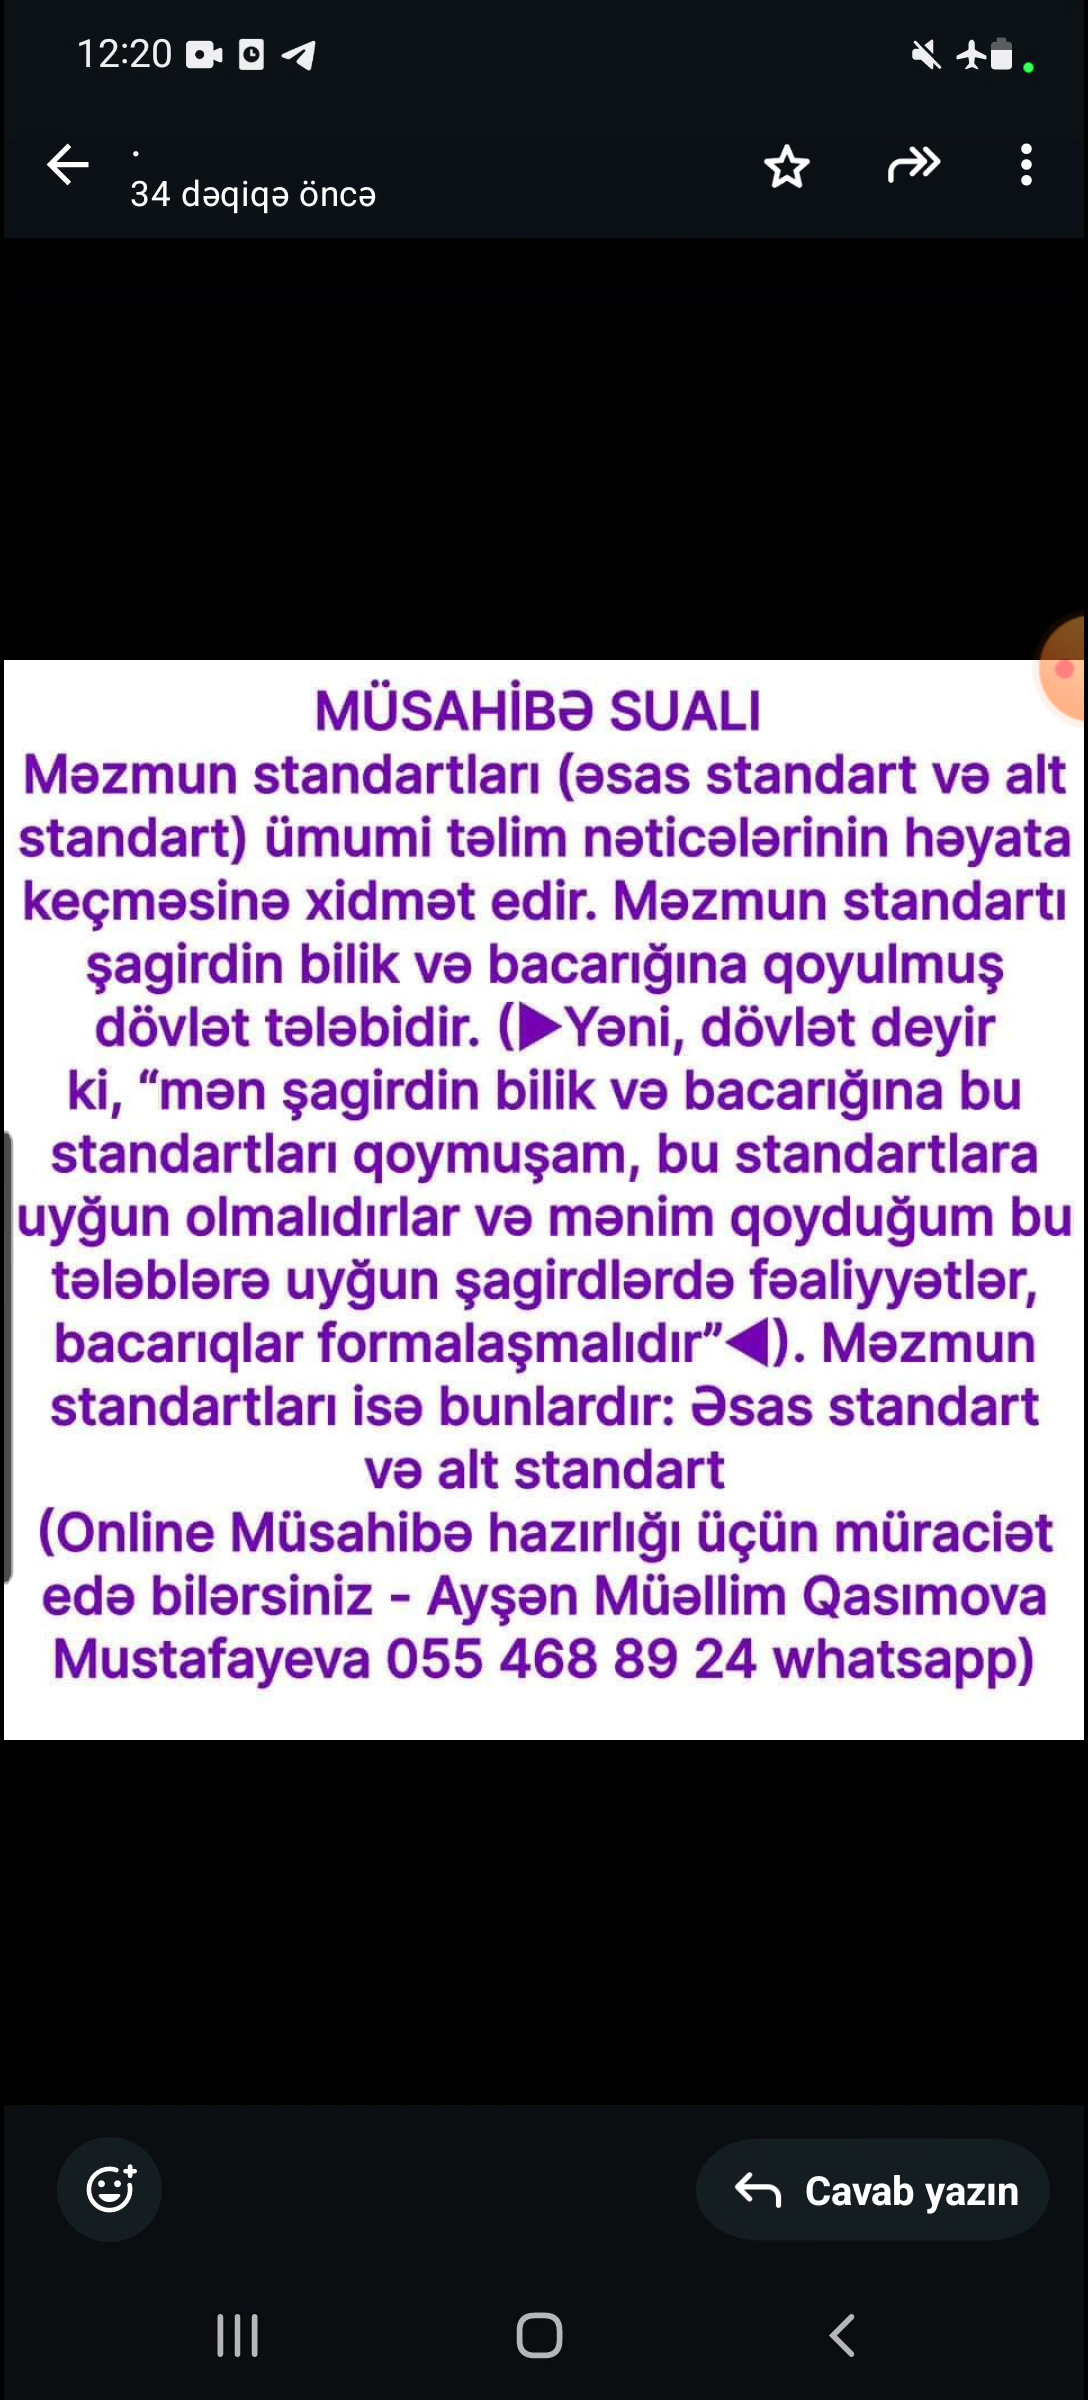 12:20
.
34 dəqiqə öncə
MÜSAHİBƏ SUALI
Məzmun standartları (əsas standart və alt
standart) ümumi təlim nəticələrinin həyata
keçməsinə xidmət edir. Məzmun standartı
şagirdin bilik və bacarığına qoyulmuş
dövlət tələbidir. (▶Yəni, dövlət deyir
ki, “mən şagirdin bilik və bacarığına bu
standartları qoymuşam, bu standartlara
uyğun olmalıdırlar və mənim qoyduğum bu
tələblərə uyğun şagirdlərdə fəaliyyətlər,
bacarıqlar formalaşmalıdır”◀). Məzmun
standartları isə bunlardır: Əsas standart
və alt standart
(Online Müsahibə hazırlığı üçün müraciət
edə bilərsiniz - Ayşən Müəllim Qasımova
Mustafayeva 055 468 89 24 whatsapp)
Cavab yazın